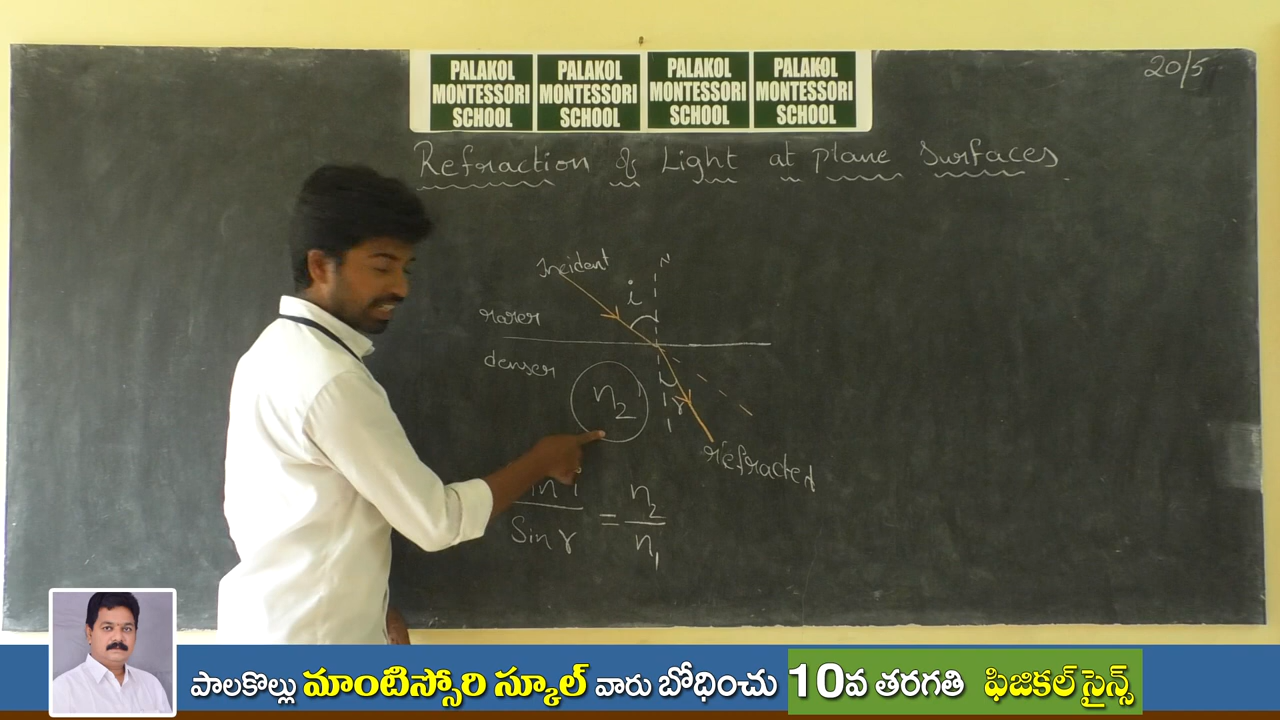 PALAKOL MONTESSORI SCHOOL
PALAKOL MONTESSORI SCHOOL
PALAKOL MONTESSORI SCHOOL
PALAKOL MONTESSORI SCHOOL
20/5
Refraction of Light at plane Surfaces
Incident
N
i
rarer
denser
n₂
r
refracted
in i
Sin r
=
n₂
n₁
పాలకొల్లు మాంటిస్సోరి స్కూల్ వారు బోధించు 10వ తరగతి ఫిజికల్ సైన్స్